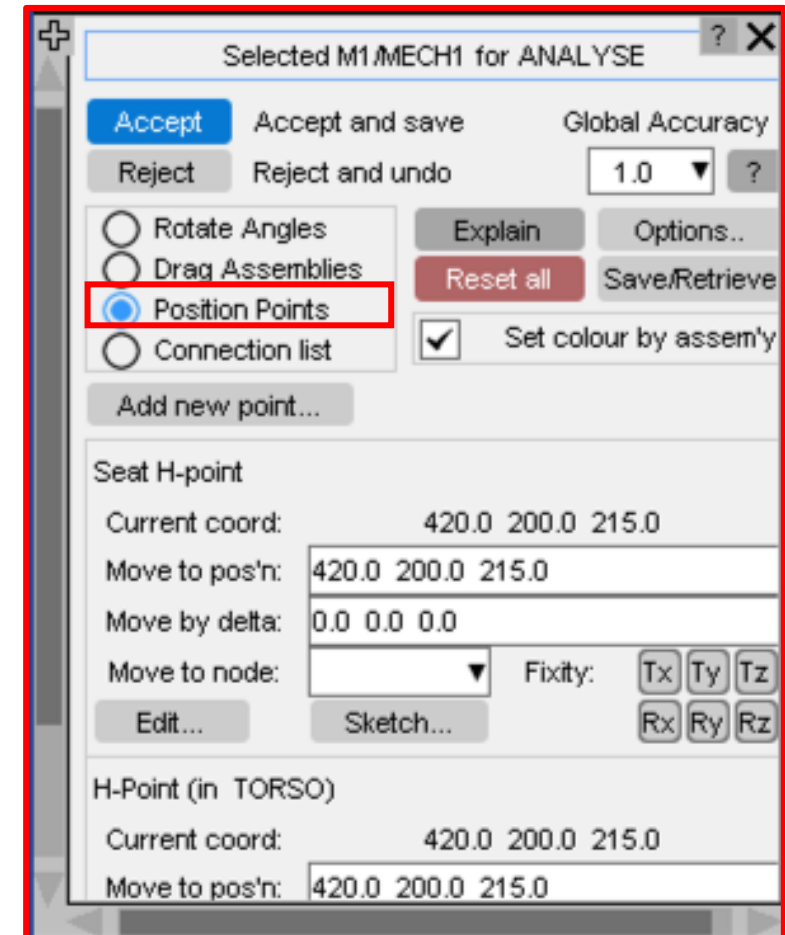 Selected M1/MECH1 for ANALYSE ?
Accept Accept and save Global Accuracy
Reject Reject and undo 1.0 ?
Rotate Angles Explain Options..
Drag Assemblies Reset all Save/Retrieve
Position Points
Connection list Set colour by assem'y
Add new point...
Seat H-point
Current coord: 420.0 200.0 215.0
Move to pos'n: 420.0 200.0 215.0
Move by delta: 0.0 0.0 0.0
Move to node: Fixity: Tx Ty Tz
Edit... Sketch... Rx Ry Rz
H-Point (in TORSO)
Current coord: 420.0 200.0 215.0
Move to pos'n: 420.0 200.0 215.0